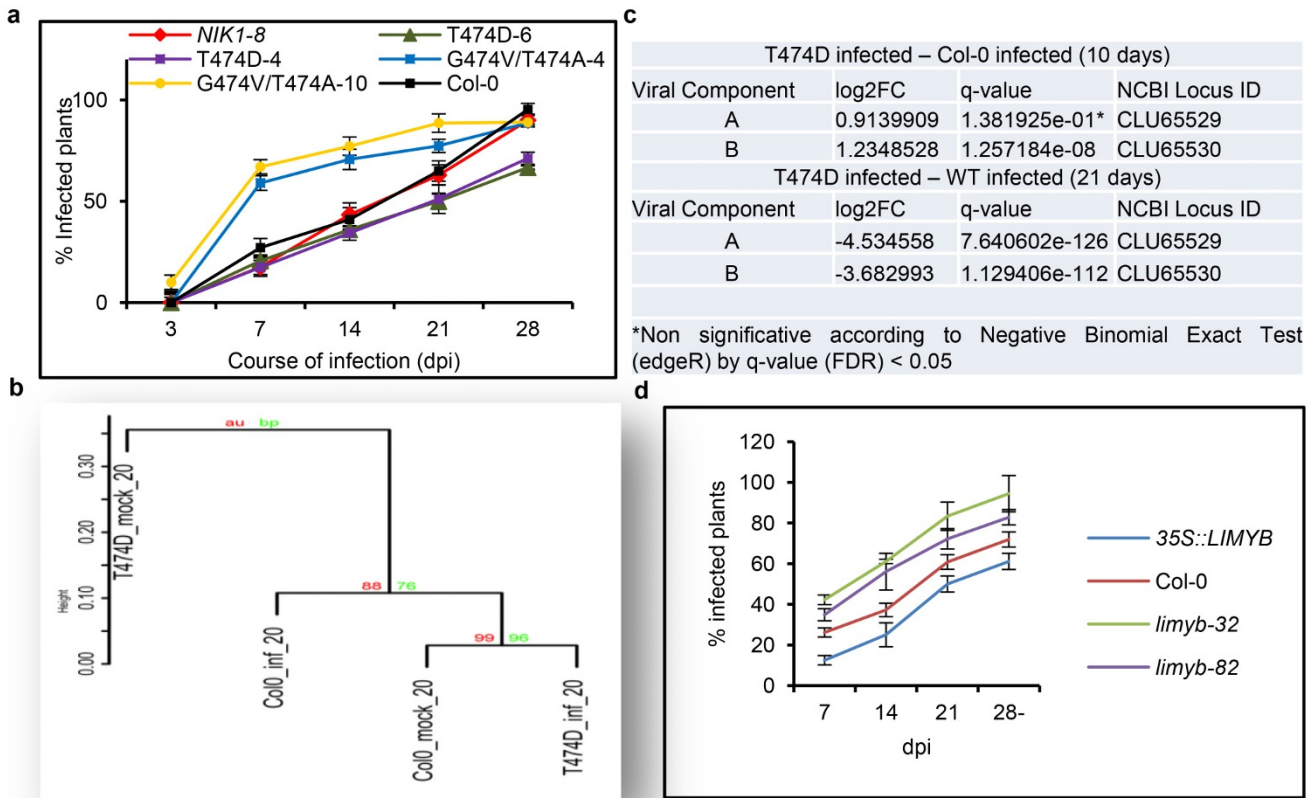 a
NIK1-8 T474D-6
T474D-4 G474V/T474A-4
G474V/T474A-10 Col-0
% Infected plants
100
50
0
3 7 14 21 28
Course of infection (dpi)
c
T474D infected – Col-0 infected (10 days)
Viral Component log2FC q-value NCBI Locus ID
A 0.9139909 1.381925e-01* CLU65529
B 1.2348528 1.257184e-08 CLU65530
T474D infected – WT infected (21 days)
Viral Component log2FC q-value NCBI Locus ID
A -4.534558 7.640602e-126 CLU65529
B -3.682993 1.129406e-112 CLU65530
*Non significative according to Negative Binomial Exact Test
(edgeR) by q-value (FDR) < 0.05
b
au bp
Height
0.30
0.20
0.10
0.00
T474D_mock_20
88 76
Col0_inf_20
99 96
Col0_mock_20
T474D_inf_20
d
% infected plants
120
100
80
60
40
20
0
7 14 21 28-
dpi
35S::LIMYB
Col-0
limyb-32
limyb-82